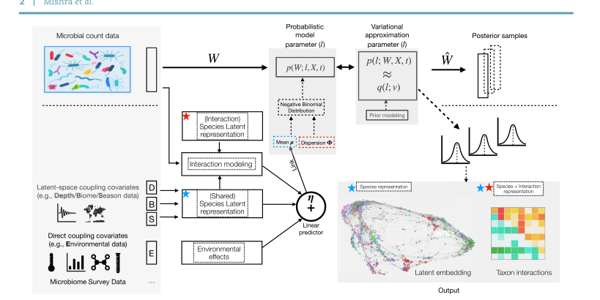 2 | Mishra et al.
Microbial count data
W
Probabilistic
model
parameter (l)
p(W; l, X, t)
Variational
approximation
parameter (l)
p(l; W, X, t)
≈
q(l; v)
Prior modeling
Ŵ
Posterior samples
Negative Binomial
Distribution
Mean μ
Dispersion Φ
Link
(Interaction)
Species Latent
representation
Interaction modeling
(Shared)
Species Latent
representation
Environmental
effects
η
+
Linear
predictor
Latent-space coupling covariates
(e.g., Depth/Biome/Season data)
D
B
S
Direct coupling covariates
(e.g., Environmental data)
E
Microbiome Survey Data
...
Species representation
Latent embedding
Species + Interaction
representation
Taxon interactions
Output